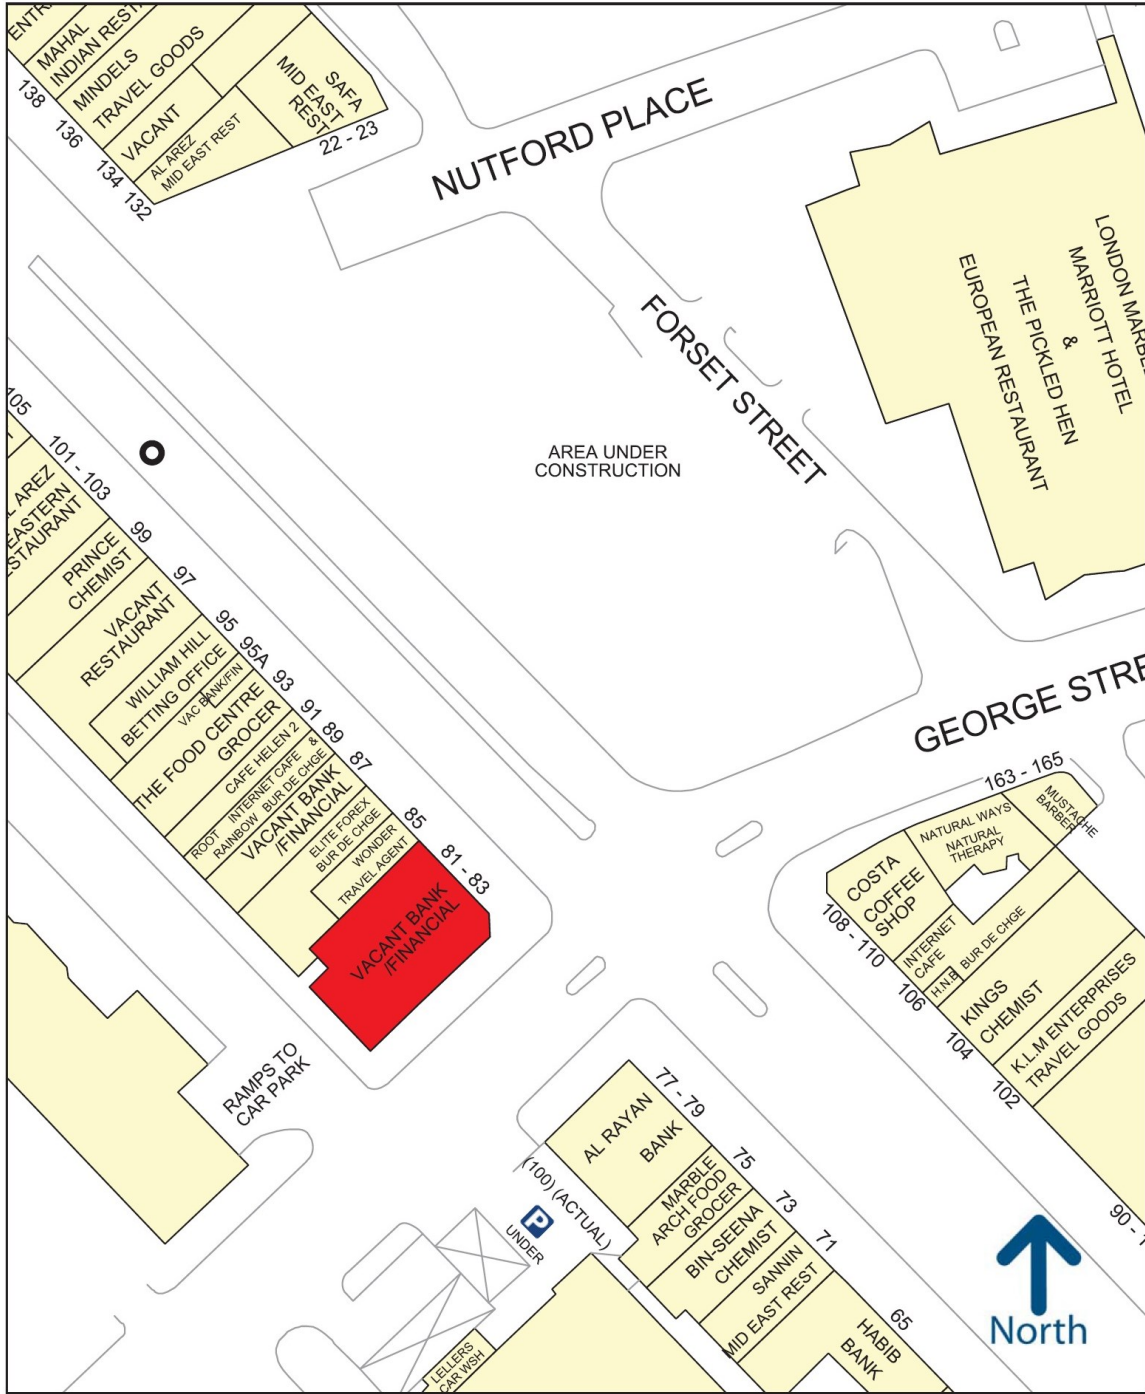 MAHAL
INDIAN REST
MINDELS
TRAVEL GOODS
VACANT
AL AREZ
MID EAST REST
SAFA
MID EAST
REST
22 - 23
138
136
134
132
NUTFORD PLACE
FORSET STREET
AREA UNDER
CONSTRUCTION
LONDON MARBL
MARRIOTT HOTEL
&
THE PICKLED HEN
EUROPEAN RESTAURANT
GEORGE STRE
105
101 - 103
99
97
95
95A
93
91
89
87
85
81 - 83
L AREZ
EASTERN
STAURANT
PRINCE
CHEMIST
VACANT
RESTAURANT
WILLIAM HILL
BETTING OFFICE
VAC BANK/FIN
THE FOOD CENTRE
GROCER
CAFE HELEN 2
ROOT INTERNET CAFE &
RAINBOW BUR DE CHGE
VACANT BANK
/FINANCIAL
ELITE FOREX
BUR DE CHGE
WONDER
TRAVEL AGENT
VACANT BANK
/FINANCIAL
163 - 165
MUSTACHE
BARBER
NATURAL WAYS
NATURAL
THERAPY
COSTA
COFFEE
SHOP
108 - 110
INTERNET
CAFE
106
H.N.B
BUR DE CHGE
KINGS
CHEMIST
104
K.L.M ENTERPRISES
TRAVEL GOODS
102
90 - 1
RAMPS TO
CAR PARK
77 - 79
AL RAYAN
BANK
75
MARBLE
ARCH FOOD
GROCER
73
BIN-SEENA
CHEMIST
71
SANNIN
MID EAST REST
65
HABIB
BANK
(100) (ACTUAL)
P
UNDER
LELLERS
CAR WSH
North